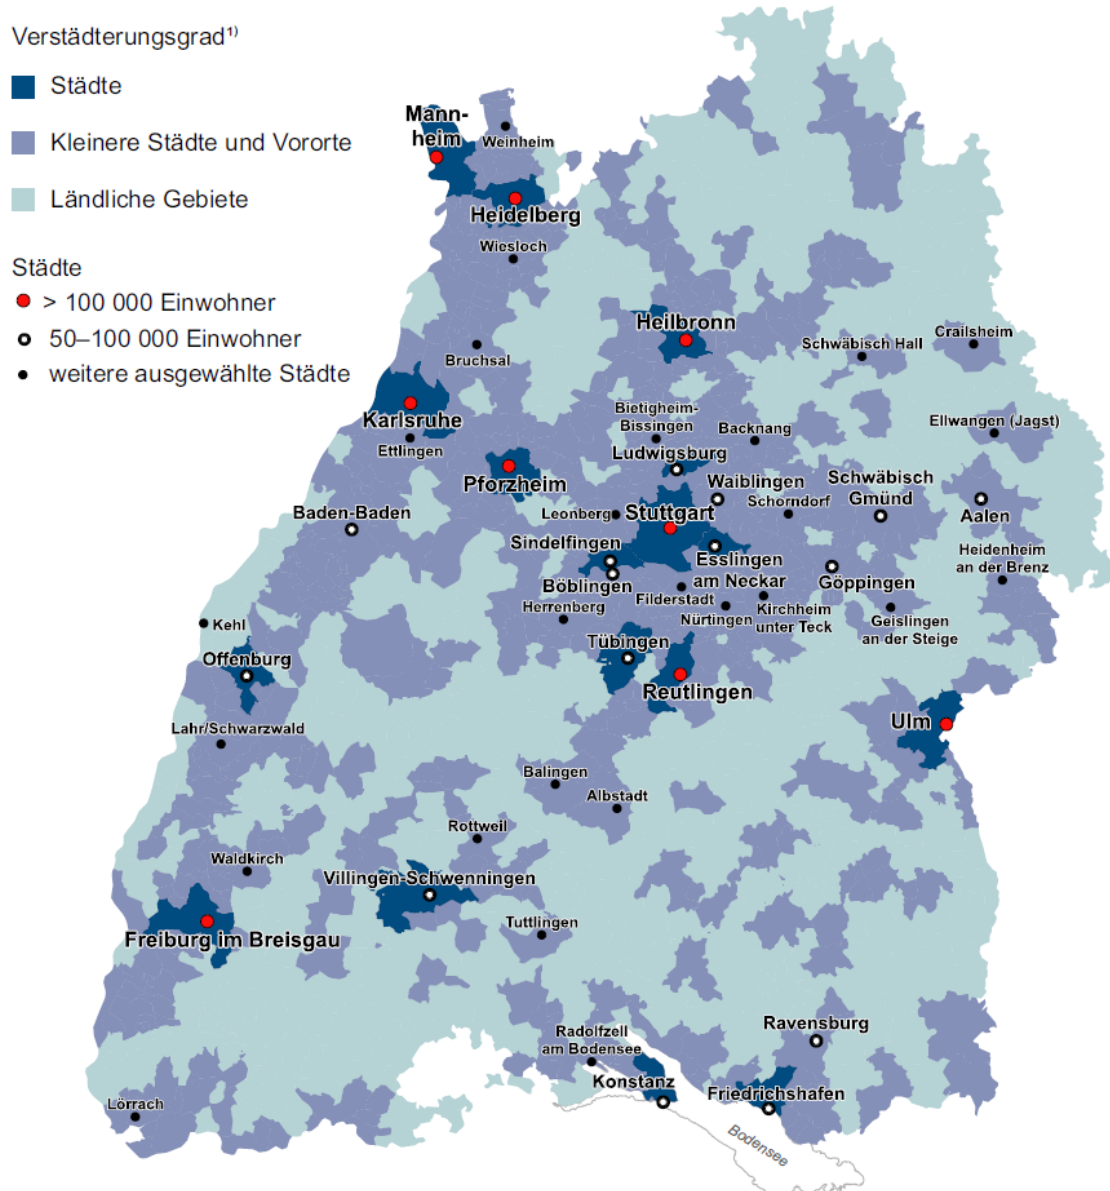 Verstädterungsgrad¹⁾
Städte
Kleinere Städte und Vororte
Ländliche Gebiete
Städte
> 100 000 Einwohner
50–100 000 Einwohner
weitere ausgewählte Städte
Mann-
heim
Weinheim
Heidelberg
Wiesloch
Heilbronn
Bruchsal
Schwäbisch Hall
Crailsheim
Karlsruhe
Ettlingen
Bietigheim-
Bissingen
Backnang
Ellwangen (Jagst)
Ludwigsburg
Pforzheim
Waiblingen
Schwäbisch
Gmünd
Baden-Baden
Leonberg
Stuttgart
Schorndorf
Aalen
Sindelfingen
Esslingen
am Neckar
Heidenheim
an der Brenz
Böblingen
Göppingen
Herrenberg
Filderstadt
Nürtingen
Kirchheim
unter Teck
Geislingen
an der Steige
Kehl
Tübingen
Offenburg
Reutlingen
Ulm
Lahr/Schwarzwald
Balingen
Albstadt
Rottweil
Waldkirch
Villingen-Schwenningen
Tuttlingen
Freiburg im Breisgau
Ravensburg
Radolfzell
am Bodensee
Konstanz
Friedrichshafen
Lörrach
Bodensee